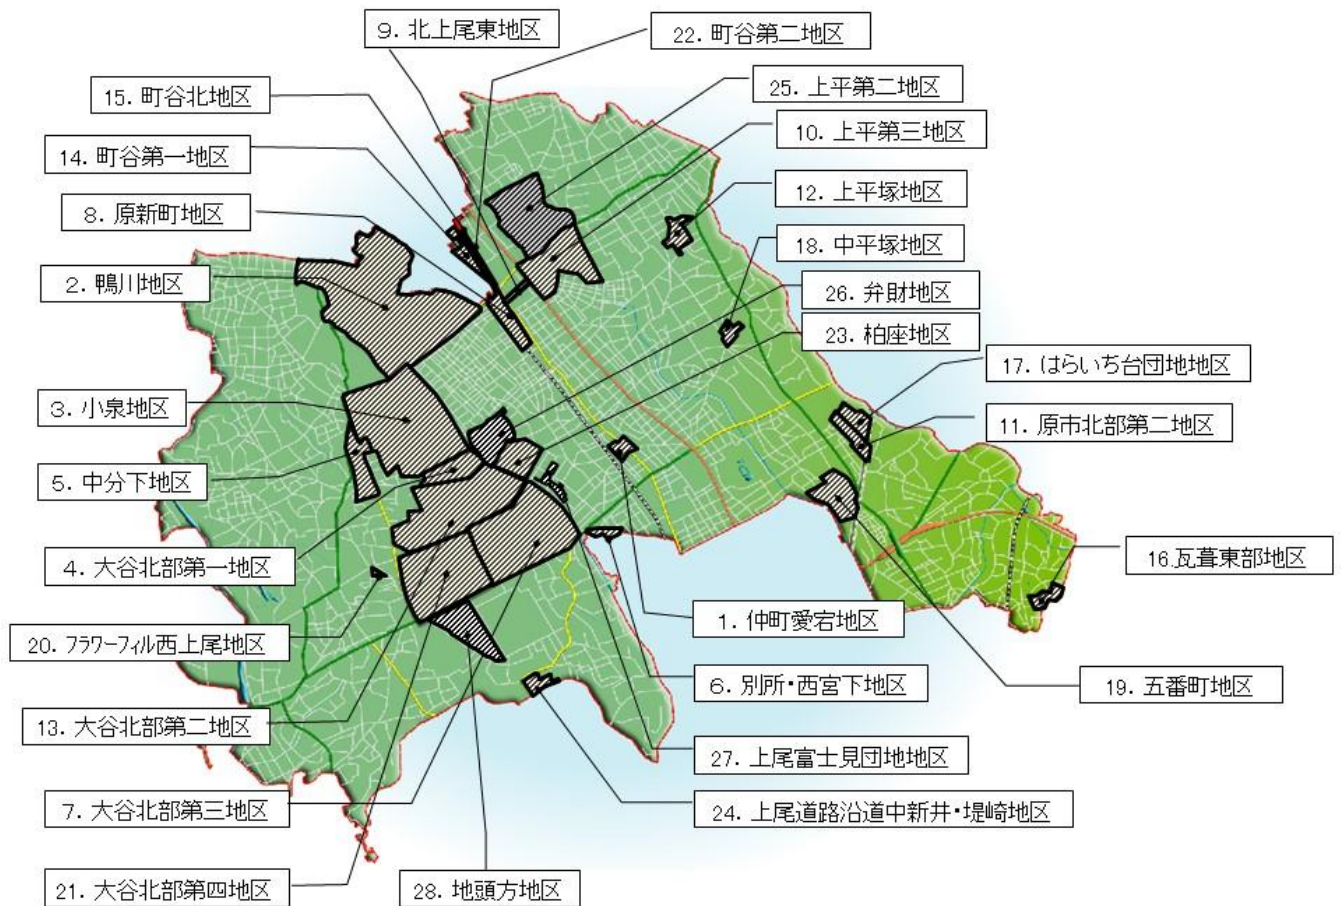 9. 北上尾東地区
22. 町谷第二地区
15. 町谷北地区
25. 上平第二地区
10. 上平第三地区
14. 町谷第一地区
12. 上平塚地区
8. 原新町地区
18. 中平塚地区
2. 鴨川地区
26. 弁財地区
23. 柏座地区
17. はらいち台団地地区
3. 小泉地区
11. 原市北部第二地区
5. 中分下地区
4. 大谷北部第一地区
16.瓦葺東部地区
1. 仲町愛宕地区
20. フラワーフィル西上尾地区
6. 別所・西宮下地区
19. 五番町地区
13. 大谷北部第二地区
27. 上尾富士見団地地区
7. 大谷北部第三地区
24. 上尾道路沿道中新井・堤崎地区
21. 大谷北部第四地区
28. 地頭方地区